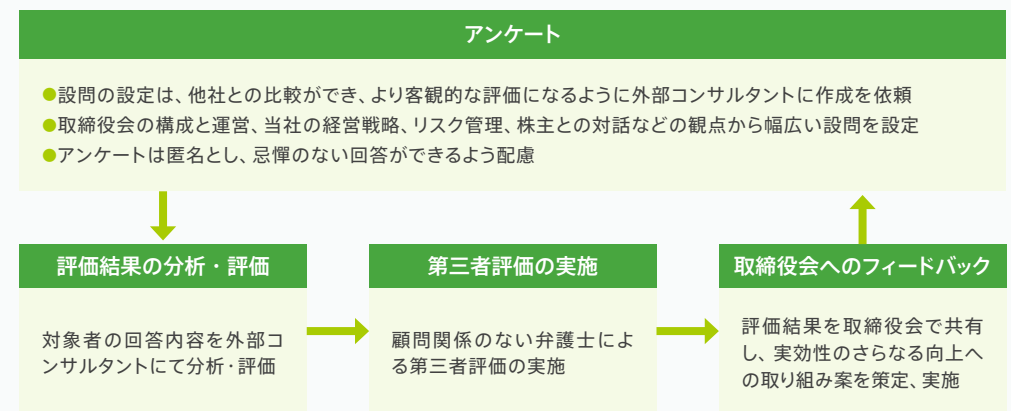 アンケート
●設問の設定は、他社との比較ができ、より客観的な評価になるように外部コンサルタントに作成を依頼
●取締役会の構成と運営、当社の経営戦略、リスク管理、株主との対話などの観点から幅広い設問を設定
●アンケートは匿名とし、忌憚のない回答ができるよう配慮
評価結果の分析・評価
対象者の回答内容を外部コ
ンサルタントにて分析・評価
第三者評価の実施
顧問関係のない弁護士によ
る第三者評価の実施
取締役会へのフィードバック
評価結果を取締役会で共有
し、実効性のさらなる向上へ
の取り組み案を策定、実施